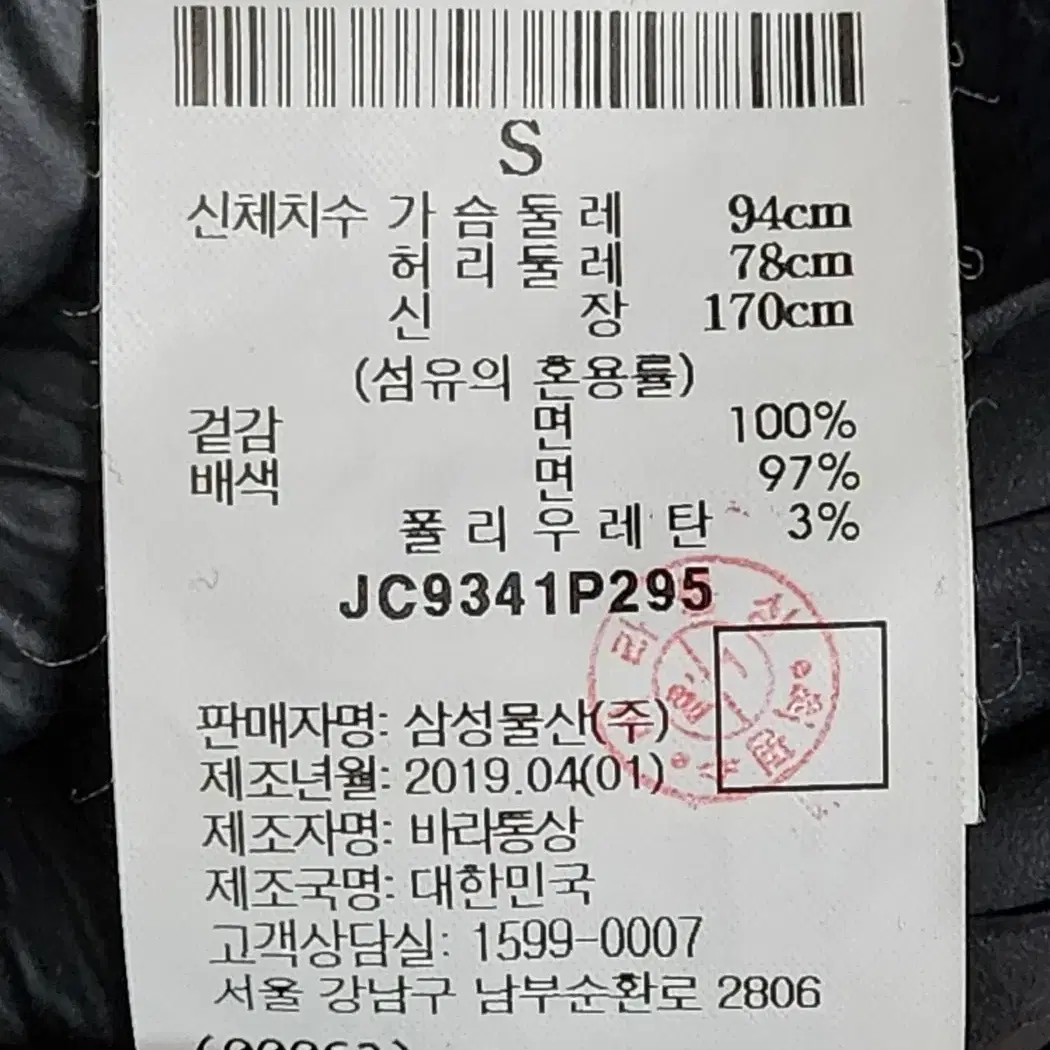 S
신체치수 가슴둘레 94cm
허리둘레 78cm
신장 170cm
(섬유의 혼용률)
겉감 면 100%
배색 면 97%
폴리우레탄 3%
JC9341P295
판매자명: 삼성물산(주)
제조년월: 2019.04(01)
제조자명: 바리통상
제조국명: 대한민국
고객상담실: 1599-0007
서울 강남구 남부순환로 2806